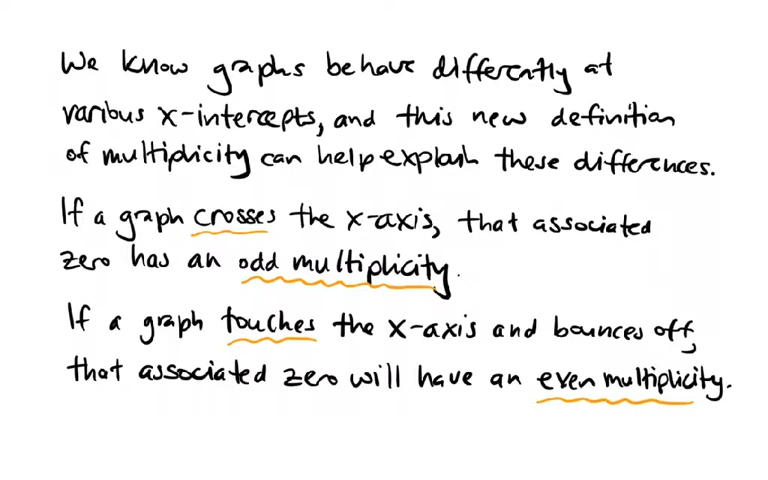 We know graphs behave differently at
various x-intercepts, and this new definition
of multiplicity can help explain these differences.
If a graph crosses the x-axis, that associated
zero has an odd multiplicity.
If a graph touches the x-axis and bounces off,
that associated zero will have an even multiplicity.